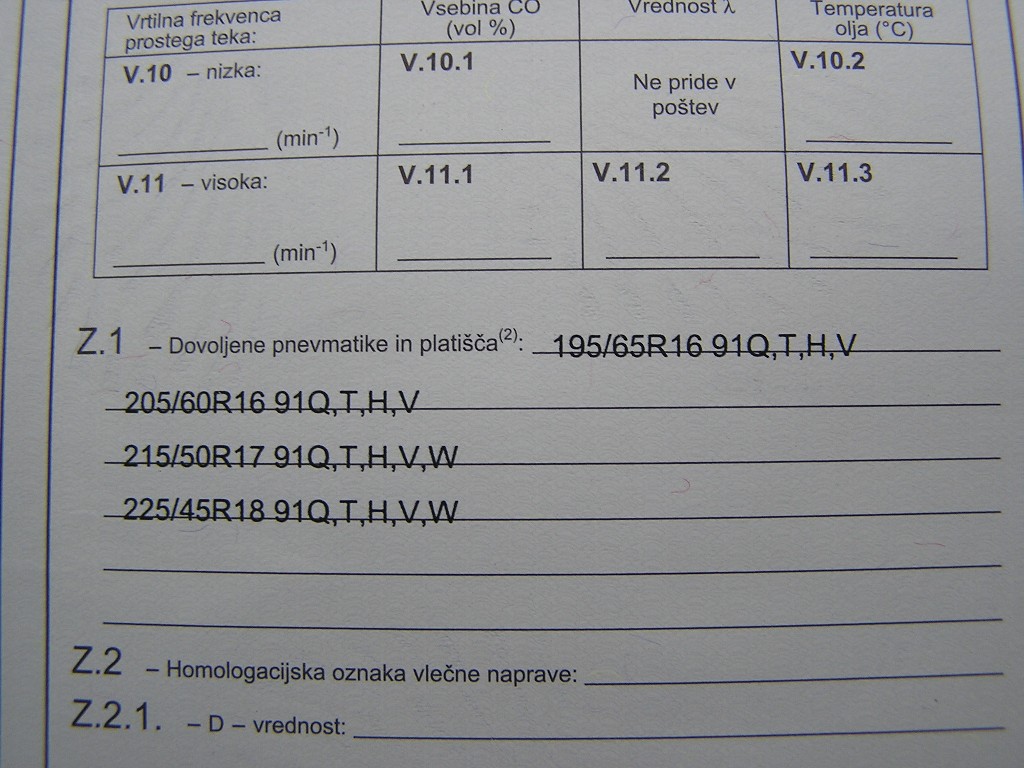 Vrtilna frekvenca prostega teka:
Vsebina CO (vol %)
Vrednost λ
Temperatura olja (°C)
V.10 – nizka:
(min⁻¹)
V.10.1
Ne pride v poštev
V.10.2
V.11 – visoka:
(min⁻¹)
V.11.1
V.11.2
V.11.3
Z.1 – Dovoljene pnevmatike in platišča⁽²⁾: 195/65R16 91Q,T,H,V
205/60R16 91Q,T,H,V
215/50R17 91Q,T,H,V,W
225/45R18 91Q,T,H,V,W
Z.2 – Homologacijska oznaka vlečne naprave:
Z.2.1. – D – vrednost: